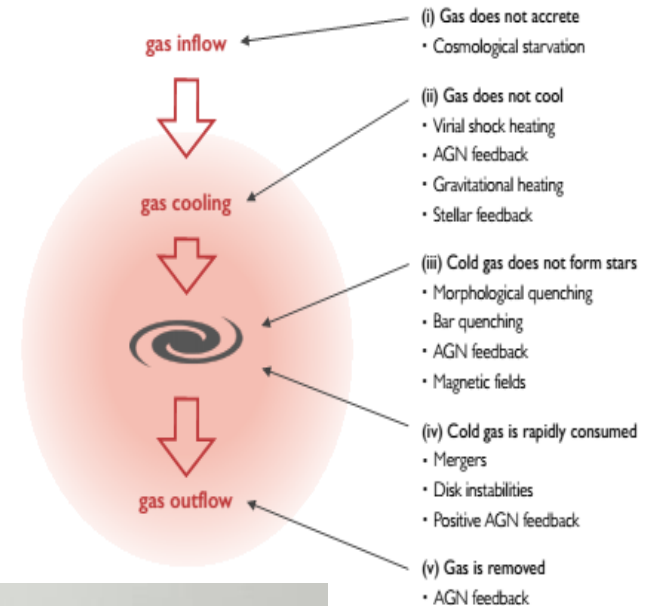 gas inflow
gas cooling
gas outflow
(i) Gas does not accrete
· Cosmological starvation
(ii) Gas does not cool
· Virial shock heating
· AGN feedback
· Gravitational heating
· Stellar feedback
(iii) Cold gas does not form stars
· Morphological quenching
· Bar quenching
· AGN feedback
· Magnetic fields
(iv) Cold gas is rapidly consumed
· Mergers
· Disk instabilities
· Positive AGN feedback
(v) Gas is removed
· AGN feedback